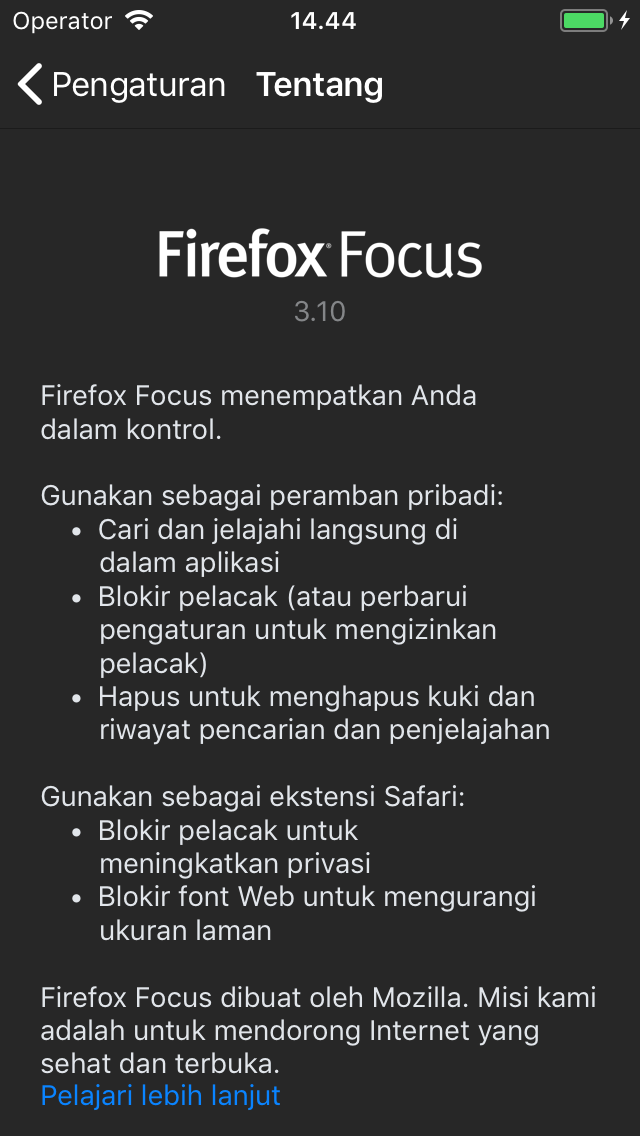 Operator 14.44
Pengaturan Tentang
Firefox® Focus
3.10
Firefox Focus menempatkan Anda
dalam kontrol.
Gunakan sebagai peramban pribadi:
• Cari dan jelajahi langsung di
dalam aplikasi
• Blokir pelacak (atau perbarui
pengaturan untuk mengizinkan
pelacak)
• Hapus untuk menghapus kuki dan
riwayat pencarian dan penjelajahan
Gunakan sebagai ekstensi Safari:
• Blokir pelacak untuk
meningkatkan privasi
• Blokir font Web untuk mengurangi
ukuran laman
Firefox Focus dibuat oleh Mozilla. Misi kami
adalah untuk mendorong Internet yang
sehat dan terbuka.
Pelajari lebih lanjut